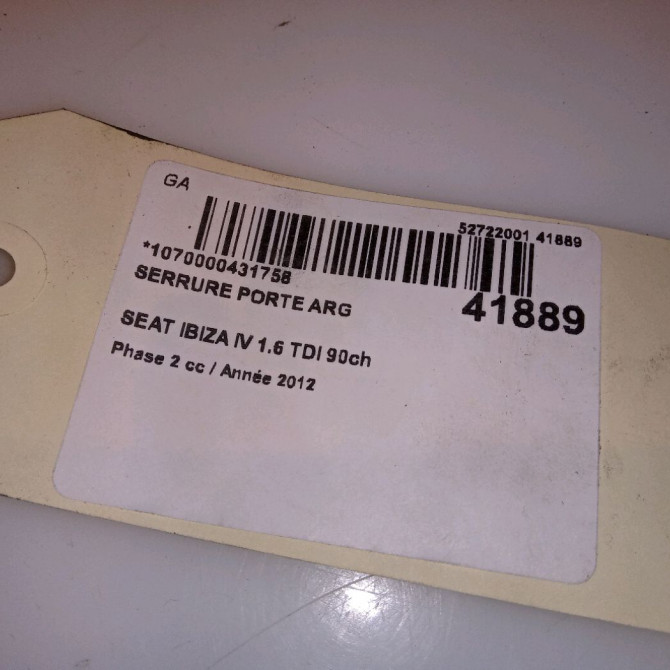 GA
52722001 41889
*1070000431758
41889
SERRURE PORTE ARG
SEAT IBIZA IV 1.6 TDI 90ch
Phase 2 cc / Année 2012